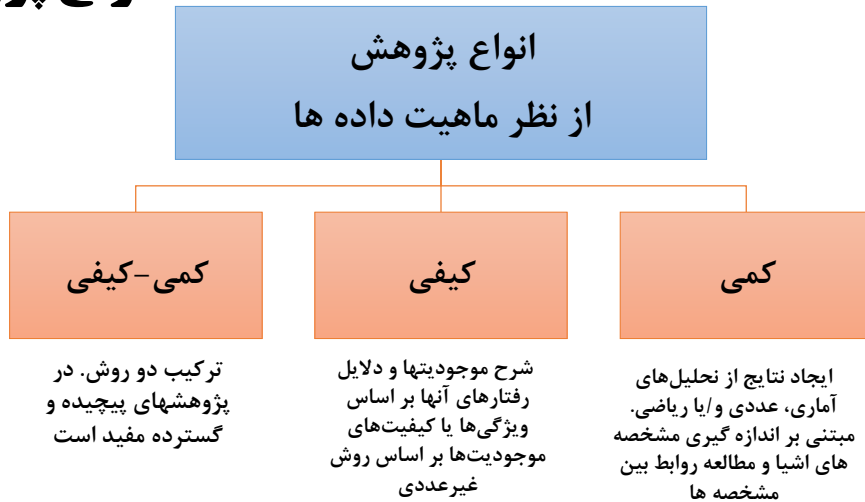 انواع پژوهش
از نظر ماهیت داده ها
کمی
کیفی
کمی-کیفی
ایجاد نتایج از نحلیل‌های
آماری، عددی و/یا ریاضی.
مبتنی بر اندازه گیری مشخصه
های اشیا و مطالعه روابط بین
مشخصه ها
شرح موجودیتها و دلایل
رفتارهای آنها بر اساس
ویژگی‌ها یا کیفیت‌های
موجودیت‌ها بر اساس روش
غیرعددی
ترکیب دو روش. در
پژوهشهای پیچیده و
گسترده مفید است